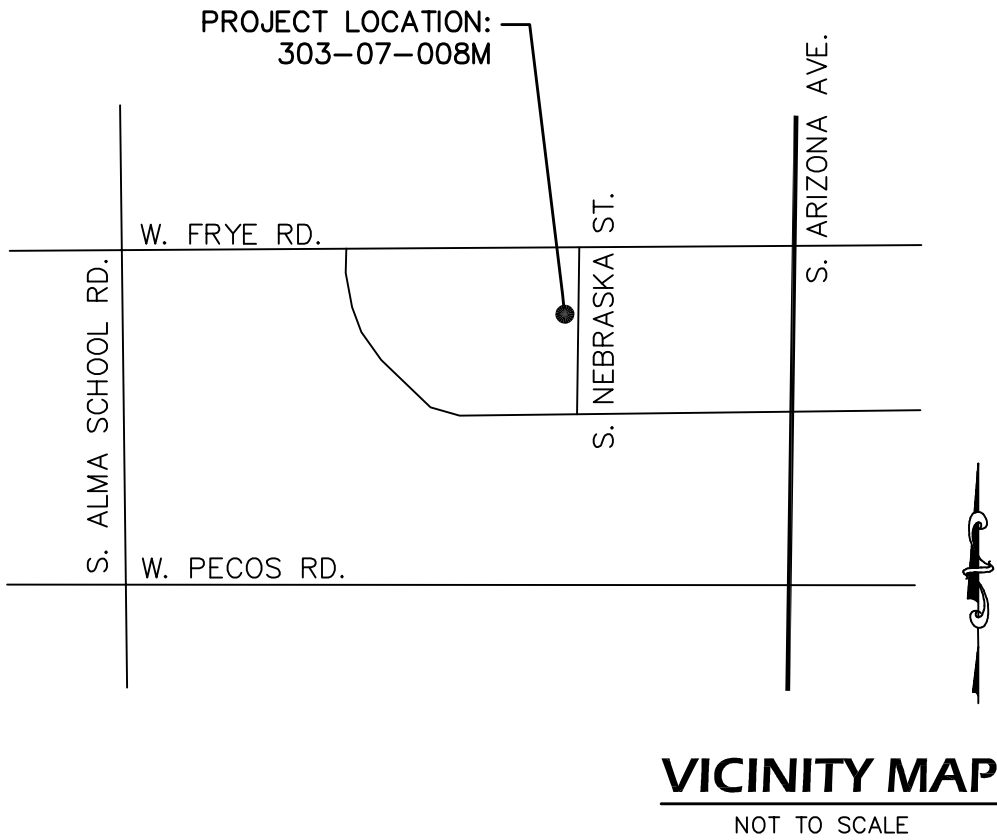 PROJECT LOCATION:
303-07-008M
S. ARIZONA AVE.
W. FRYE RD.
S. NEBRASKA ST.
S. ALMA SCHOOL RD.
W. PECOS RD.
VICINITY MAP
NOT TO SCALE